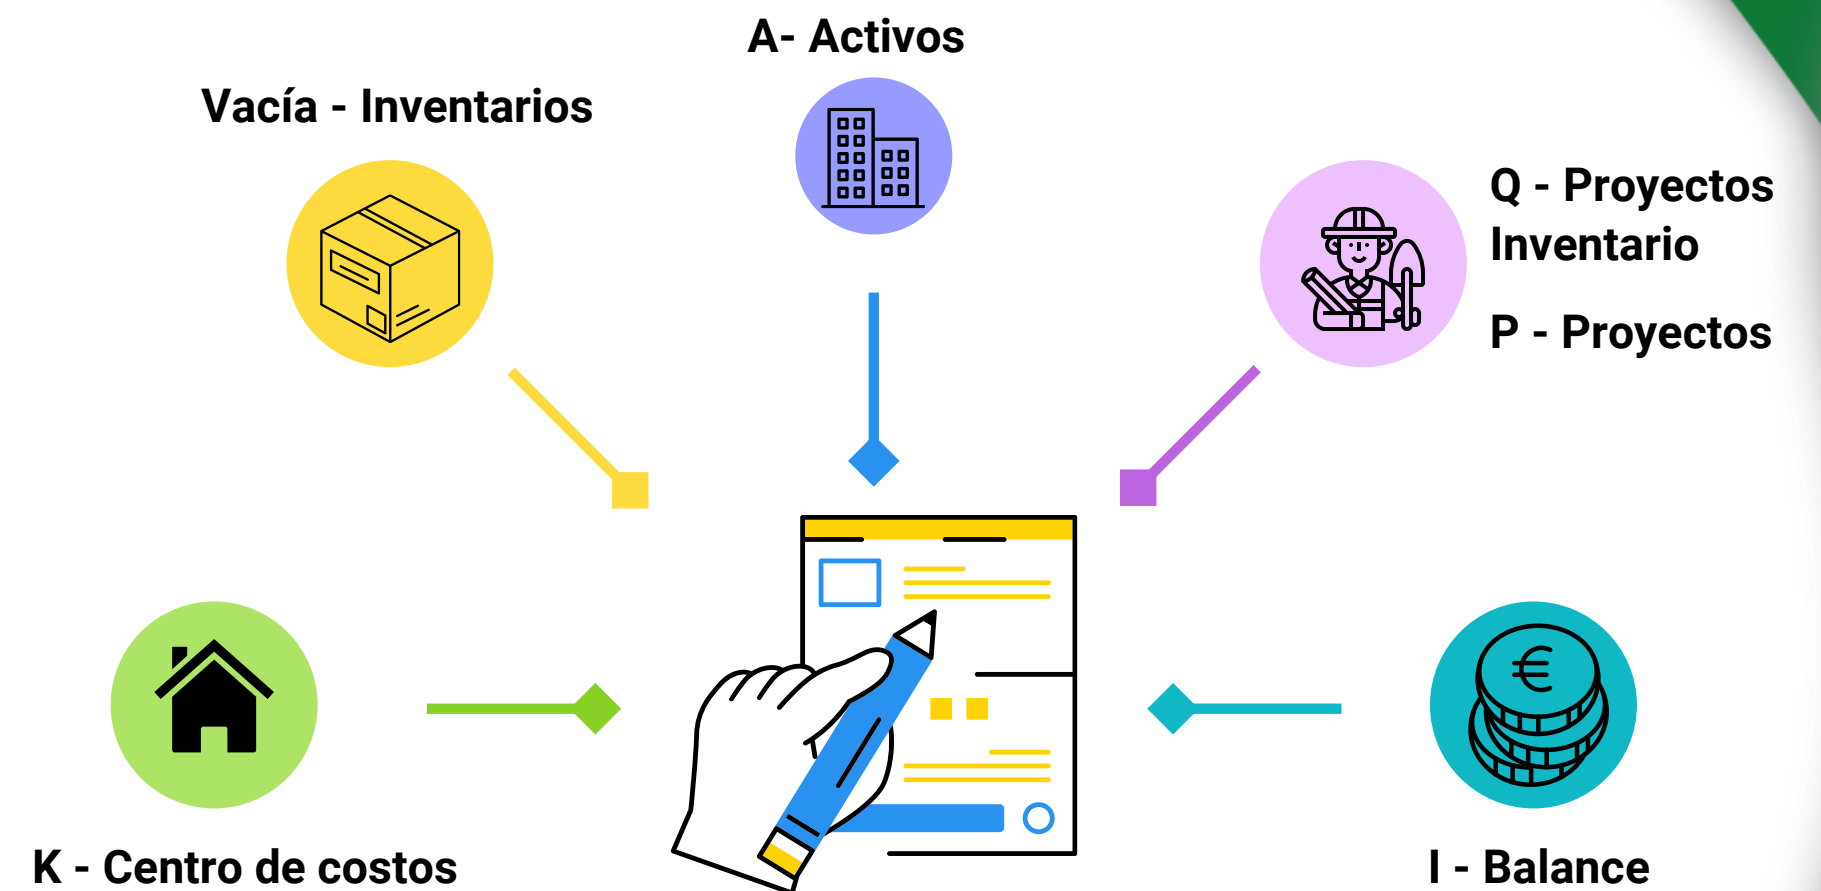 A- Activos
Vacía - Inventarios
Q - Proyectos
Inventario
P - Proyectos
K - Centro de costos
I - Balance